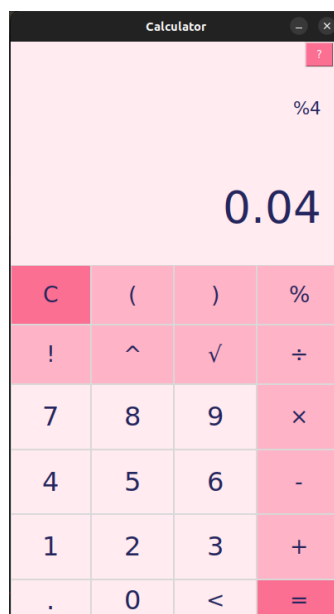 Calculator
?
%4
0.04
C ( ) %
! ^ √ ÷
7 8 9 ×
4 5 6 -
1 2 3 +
. 0 < =